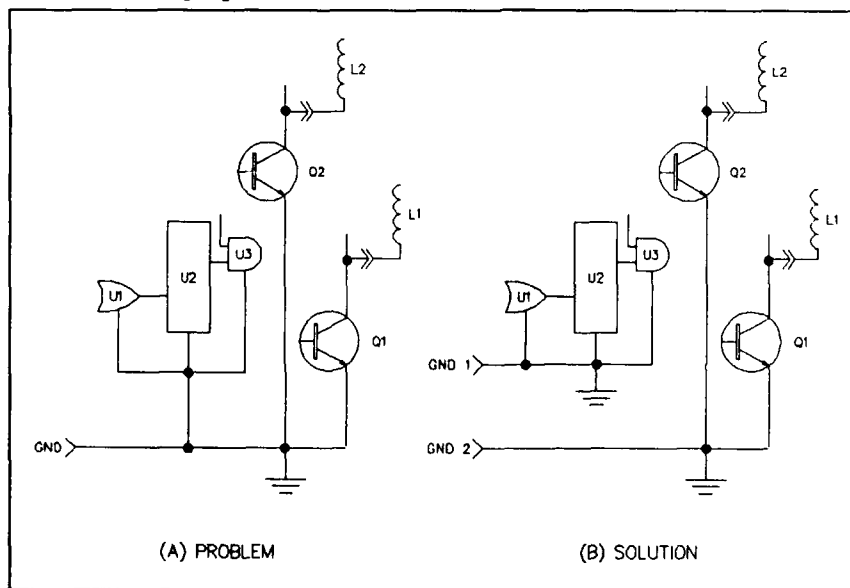 L2
Q2
L1
U3
U2
U1
Q1
GND
(A) PROBLEM
L2
Q2
L1
U3
U2
U1
Q1
GND 1
GND 2
(B) SOLUTION